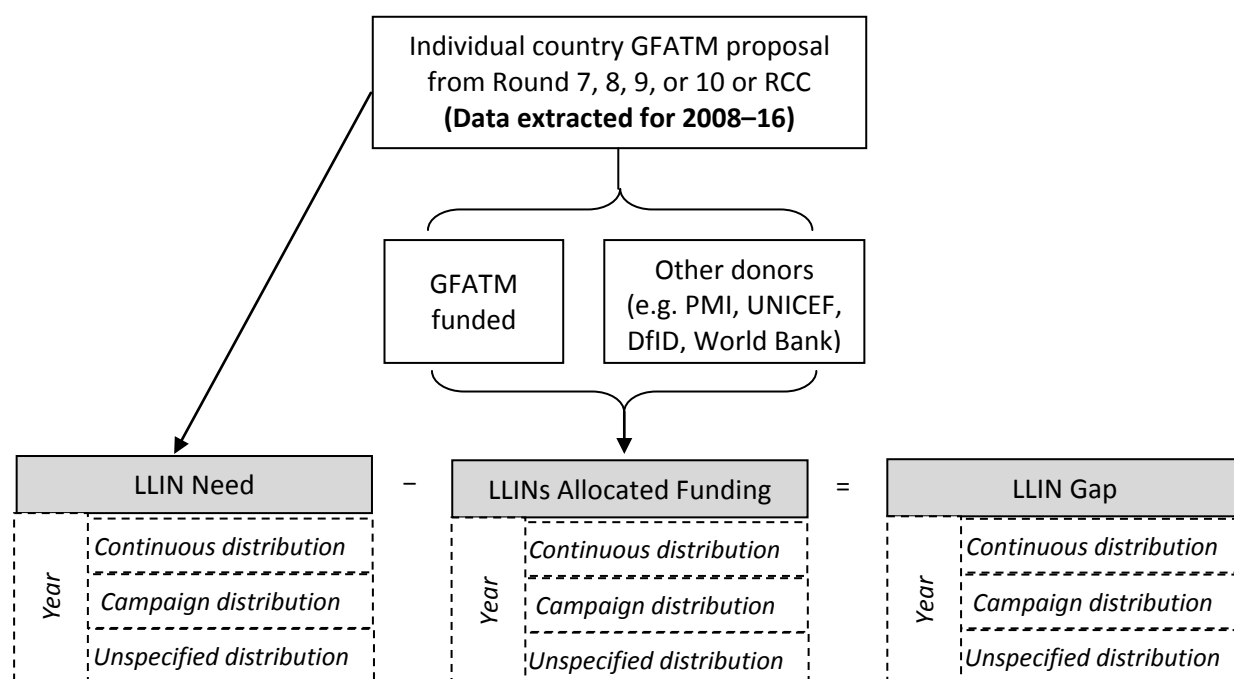 Individual country GFATM proposal
from Round 7, 8, 9, or 10 or RCC
(Data extracted for 2008–16)
GFATM
funded
Other donors
(e.g. PMI, UNICEF,
DfID, World Bank)
LLIN Need
–
LLINs Allocated Funding
=
LLIN Gap
Year
Continuous distribution
Campaign distribution
Unspecified distribution
Year
Continuous distribution
Campaign distribution
Unspecified distribution
Year
Continuous distribution
Campaign distribution
Unspecified distribution